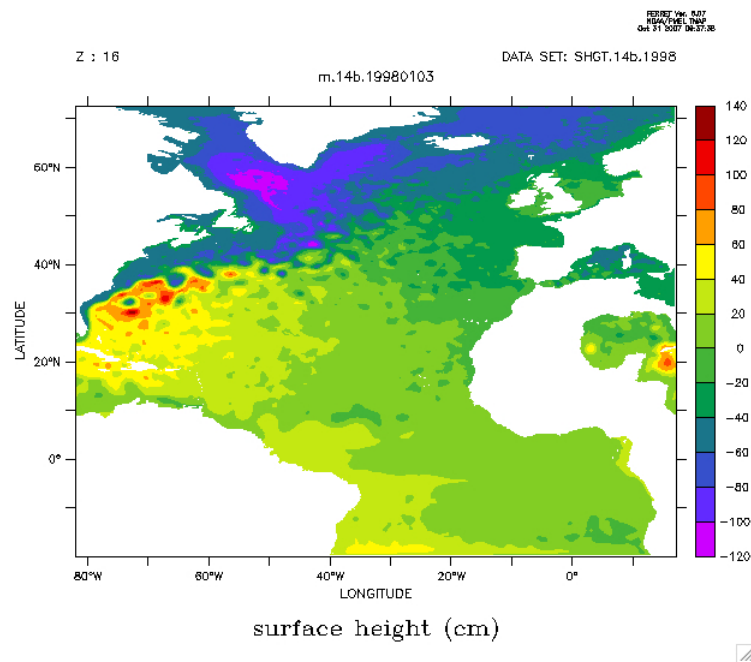 FERRET Ver. 6.07
NOAA/PMEL TMAP
Oct 31 2007 09:37:38
Z : 16
DATA SET: SHGT.14b.1998
m.14b.19980103
60°N
40°N
20°N
0°
LATITUDE
80°W
60°W
40°W
20°W
0°
LONGITUDE
140
120
100
80
60
40
20
0
-20
-40
-60
-80
-100
-120
surface height (cm)